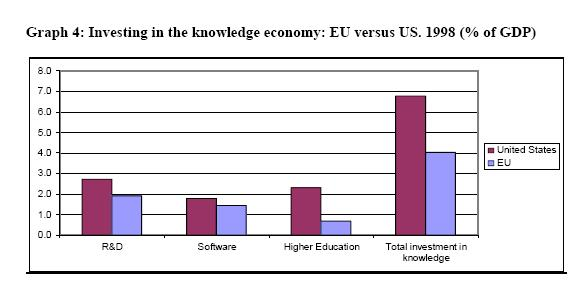 Graph 4: Investing in the knowledge economy: EU versus US. 1998 (% of GDP)
8.0
7.0
6.0
5.0
4.0
3.0
2.0
1.0
0.0
United States
EU
R&D
Software
Higher Education
Total investment in
knowledge